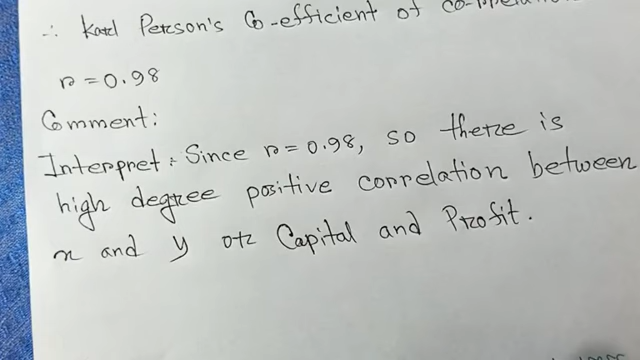 ∴ Karl Person's Co-efficient of
r = 0.98
Comment:
Interpret: Since r = 0.98, so there is
high degree positive correlation between
x and y or Capital and Profit.